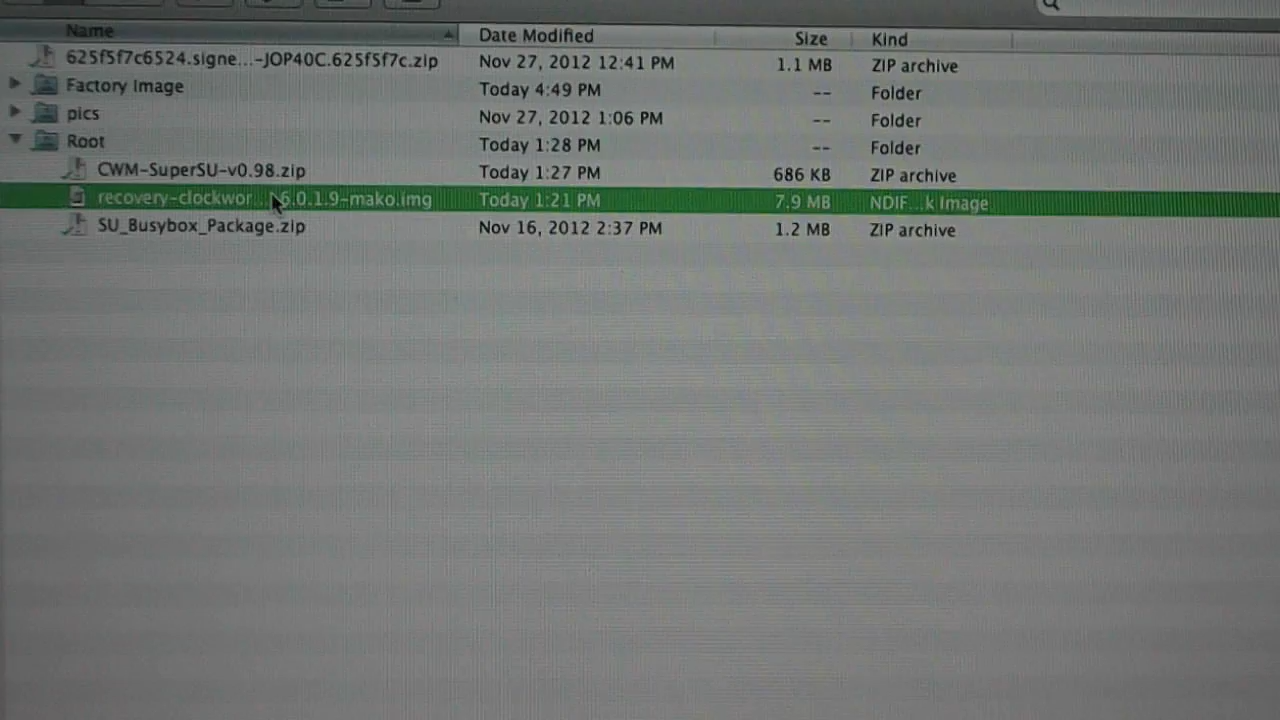 Name Date Modified Size Kind
625f5f7c6524.signe...-JOP40C.625f5f7c.zip Nov 27, 2012 12:41 PM 1.1 MB ZIP archive
Factory Image Today 4:49 PM -- Folder
pics Nov 27, 2012 1:06 PM -- Folder
Root Today 1:28 PM -- Folder
CWM-SuperSU-v0.98.zip Today 1:27 PM 686 KB ZIP archive
recovery-clockwor... 6.0.1.9-mako.img Today 1:21 PM 7.9 MB NDIF...k Image
SU_Busybox_Package.zip Nov 16, 2012 2:37 PM 1.2 MB ZIP archive